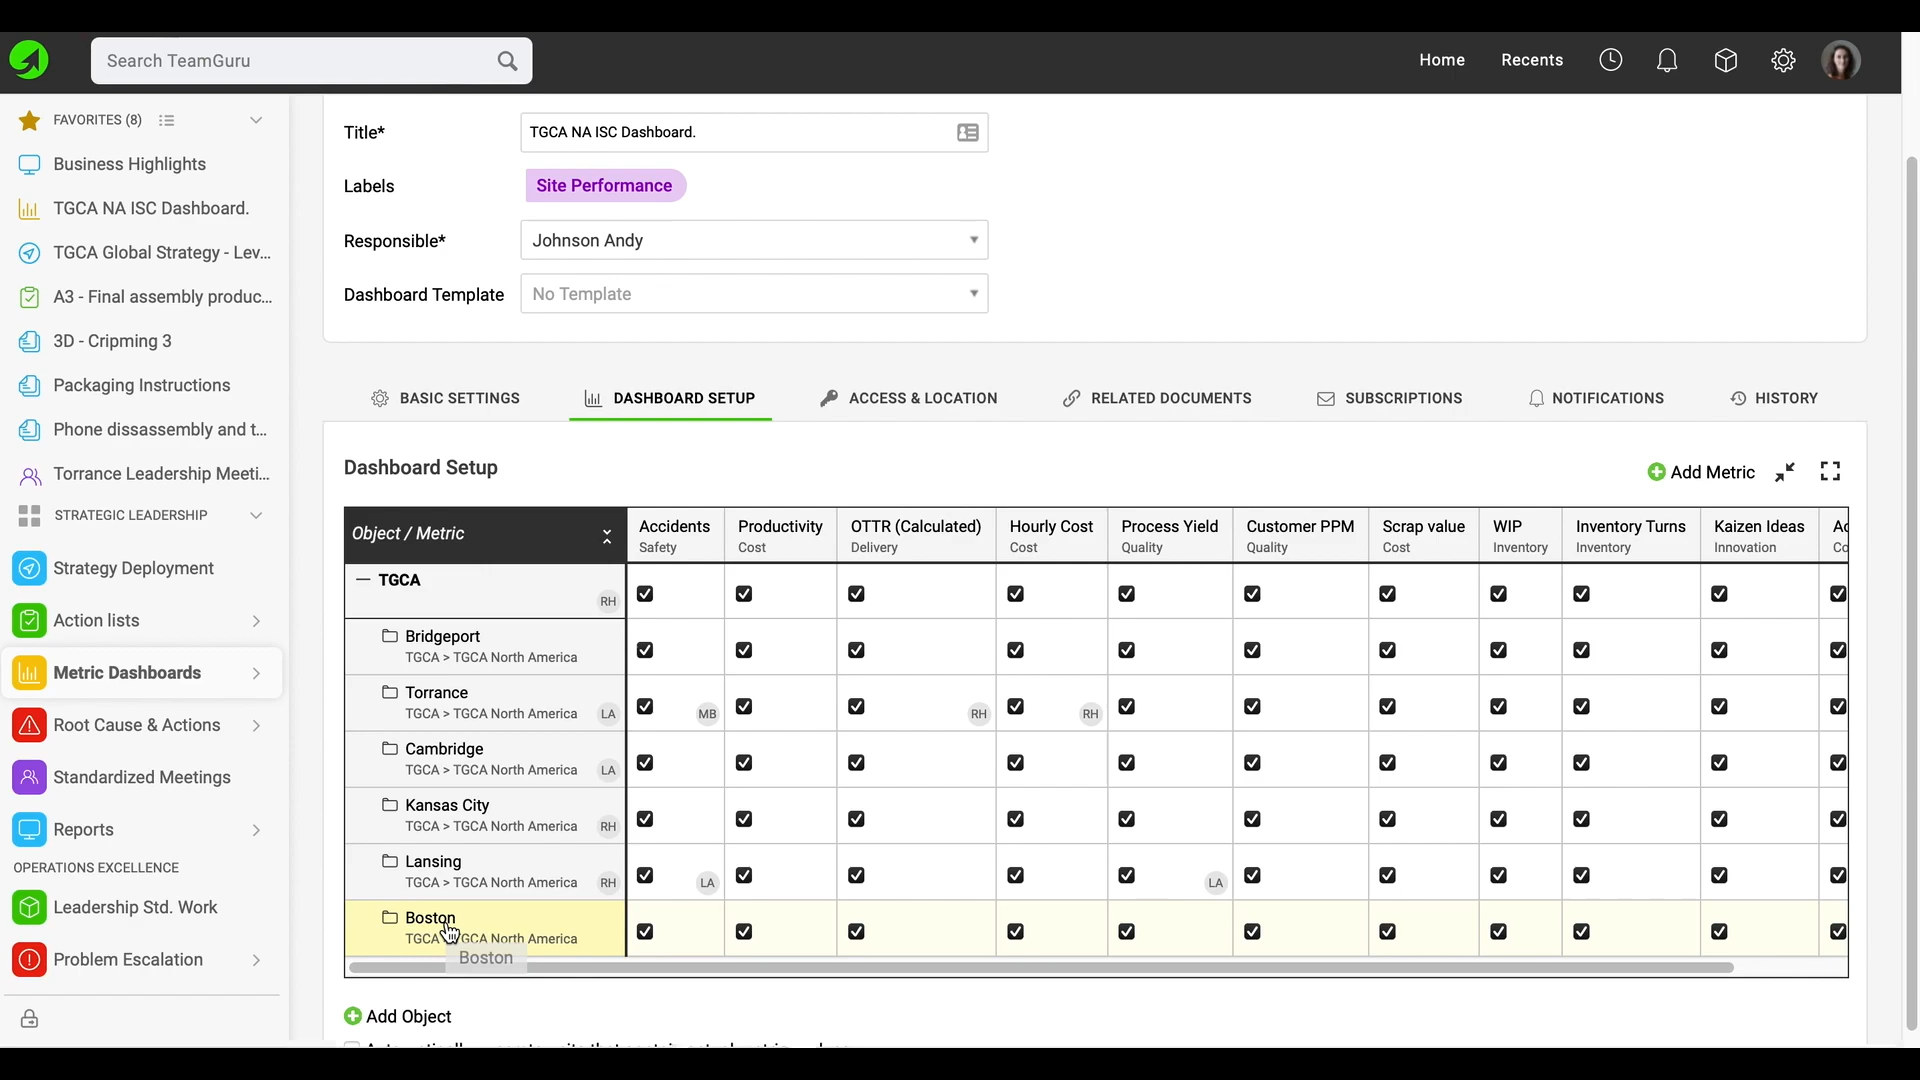 Search TeamGuru
Home
Recents
FAVORITES (8)
Business Highlights
TGCA NA ISC Dashboard.
TGCA Global Strategy - Lev...
A3 - Final assembly produc...
3D - Cripming 3
Packaging Instructions
Phone dissassembly and t...
Torrance Leadership Meeti...
STRATEGIC LEADERSHIP
Strategy Deployment
Action lists
Metric Dashboards
Root Cause & Actions
Standardized Meetings
Reports
OPERATIONS EXCELLENCE
Leadership Std. Work
Problem Escalation
Title* TGCA NA ISC Dashboard.
Labels Site Performance
Responsible* Johnson Andy
Dashboard Template No Template
BASIC SETTINGS DASHBOARD SETUP ACCESS & LOCATION RELATED DOCUMENTS SUBSCRIPTIONS NOTIFICATIONS HISTORY
Dashboard Setup
Add Metric
Object / Metric Accidents Productivity OTTR (Calculated) Hourly Cost Process Yield Customer PPM Scrap value WIP Inventory Turns Kaizen Ideas
Safety Cost Delivery Cost Quality Quality Cost Inventory Inventory Innovation
TGCA
RH
Bridgeport
TGCA > TGCA North America
Torrance
TGCA > TGCA North America LA MB RH RH
Cambridge
TGCA > TGCA North America LA
Kansas City
TGCA > TGCA North America RH
Lansing
TGCA > TGCA North America RH LA LA
Boston
TGCA GCA North America
Boston
Add Object